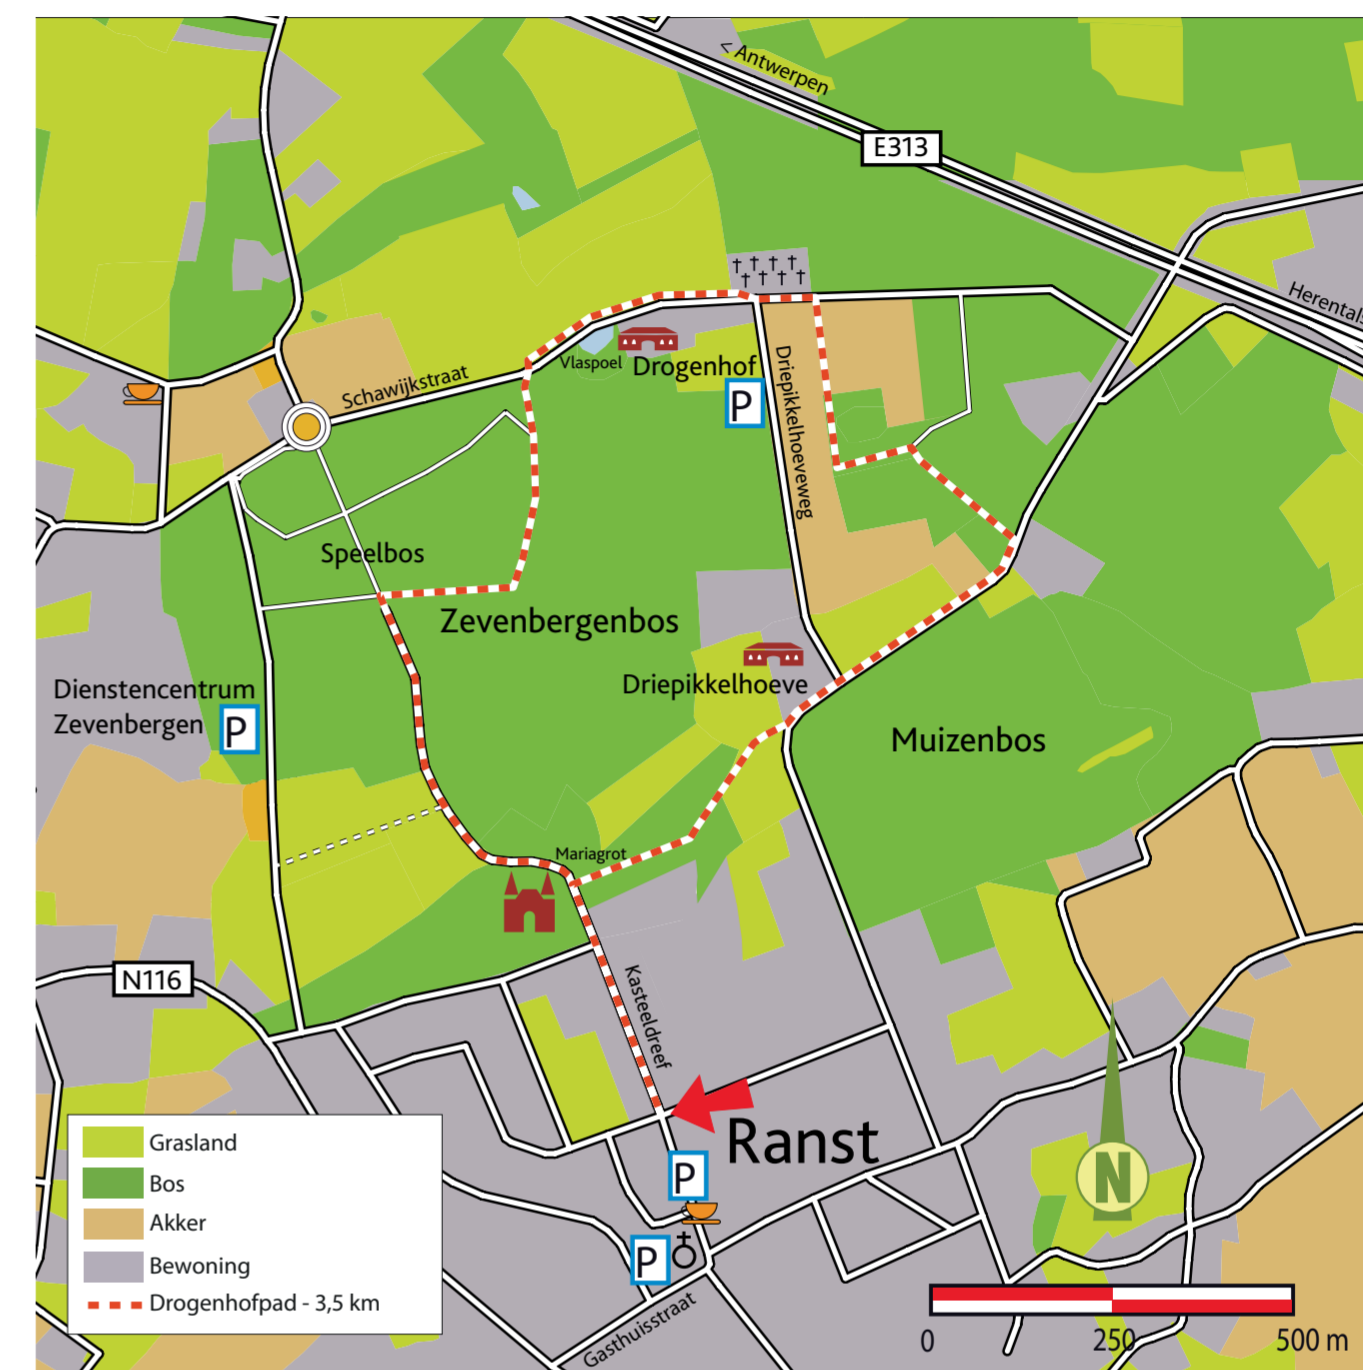 < Antwerpen
E313
Herentals
Schawijkstraat
Vlaspoel
Drogenhof
P
Driepikkelhoeveweg
Speelbos
Zevenbergenbos
Driepikkelhoeve
Dienstencentrum
Zevenbergen
P
Muizenbos
Mariagrot
N116
Kasteeldreef
Ranst
P
P
Gasthuisstraat
N
Grasland
Bos
Akker
Bewoning
Drogenhofpad - 3,5 km
0
250
500 m